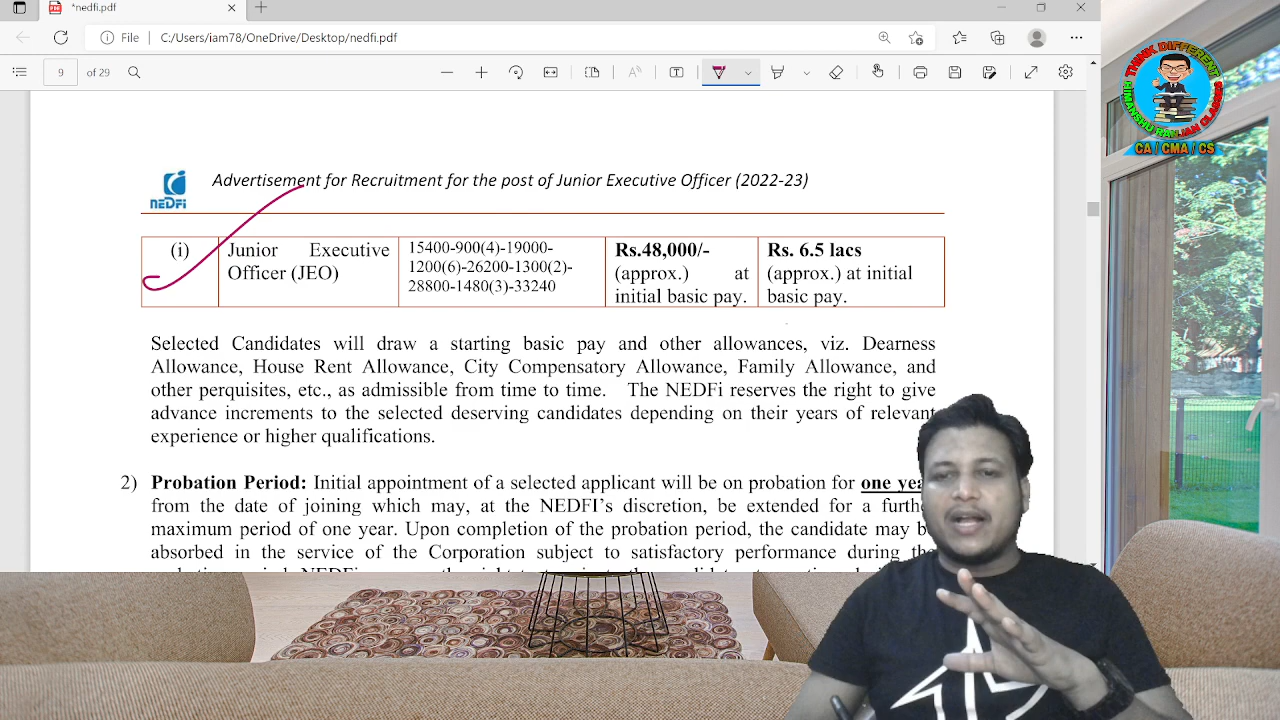 *nedfi.pdf
File C:/Users/iam78/OneDrive/Desktop/nedfi.pdf
9 of 29
THINK DIFFERENT
HIMANSHU RANJAN CLASSES
CA / CMA / CS
neDFi
Advertisement for Recruitment for the post of Junior Executive Officer (2022-23)
(i) Junior Executive Officer (JEO)
15400-900(4)-19000-
1200(6)-26200-1300(2)-
28800-1480(3)-33240
Rs.48,000/-
(approx.) at
initial basic pay.
Rs. 6.5 lacs
(approx.) at initial
basic pay.
Selected Candidates will draw a starting basic pay and other allowances, viz. Dearness
Allowance, House Rent Allowance, City Compensatory Allowance, Family Allowance, and
other perquisites, etc., as admissible from time to time. The NEDFi reserves the right to give
advance increments to the selected deserving candidates depending on their years of relevant
experience or higher qualifications.
2) Probation Period: Initial appointment of a selected applicant will be on probation for one year
from the date of joining which may, at the NEDFI's discretion, be extended for a further
maximum period of one year. Upon completion of the probation period, the candidate may be
absorbed in the service of the Corporation subject to satisfactory performance during the